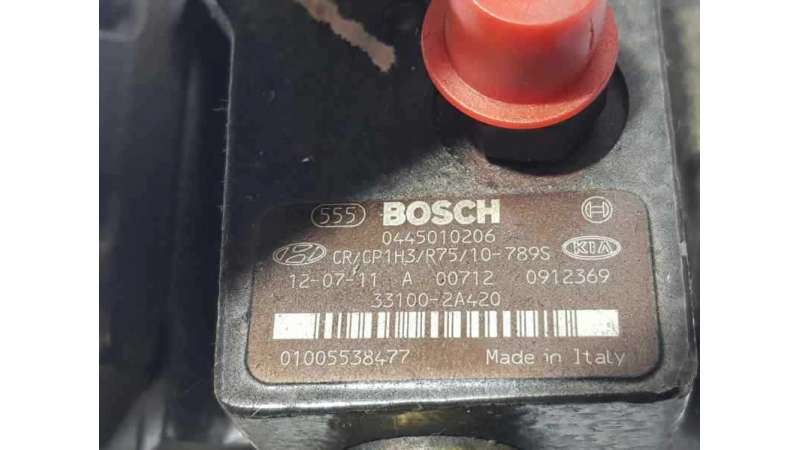 555 BOSCH
0445010206
CR/CP1H3/R75/10-789S KIA
12-07-11 A 00712 0912369
33100-2A420
01005538477 Made in Italy